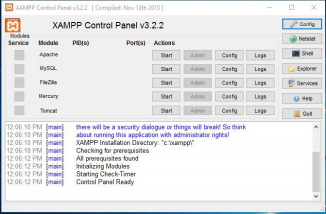 XAMPP Control Panel v3.2.2 [ Compiled: Nov 12th 2015 ]
XAMPP Control Panel v3.2.2
Config
Netstat
Shell
Explorer
Services
Help
Quit
Modules
Service Module PID(s) Port(s) Actions
Apache Start Admin Config Logs
MySQL Start Admin Config Logs
FileZilla Start Admin Config Logs
Mercury Start Admin Config Logs
Tomcat Start Admin Config Logs
12:06:10 PM [main] there will be a security dialogue or things will break! So think
12:06:10 PM [main] about running this application with administrator rights!
12:06:10 PM [main] XAMPP Installation Directory: "c:\xampp\"
12:06:10 PM [main] Checking for prerequisites
12:06:12 PM [main] All prerequisites found
12:06:12 PM [main] Initializing Modules
12:06:12 PM [main] Starting Check-Timer
12:06:12 PM [main] Control Panel Ready